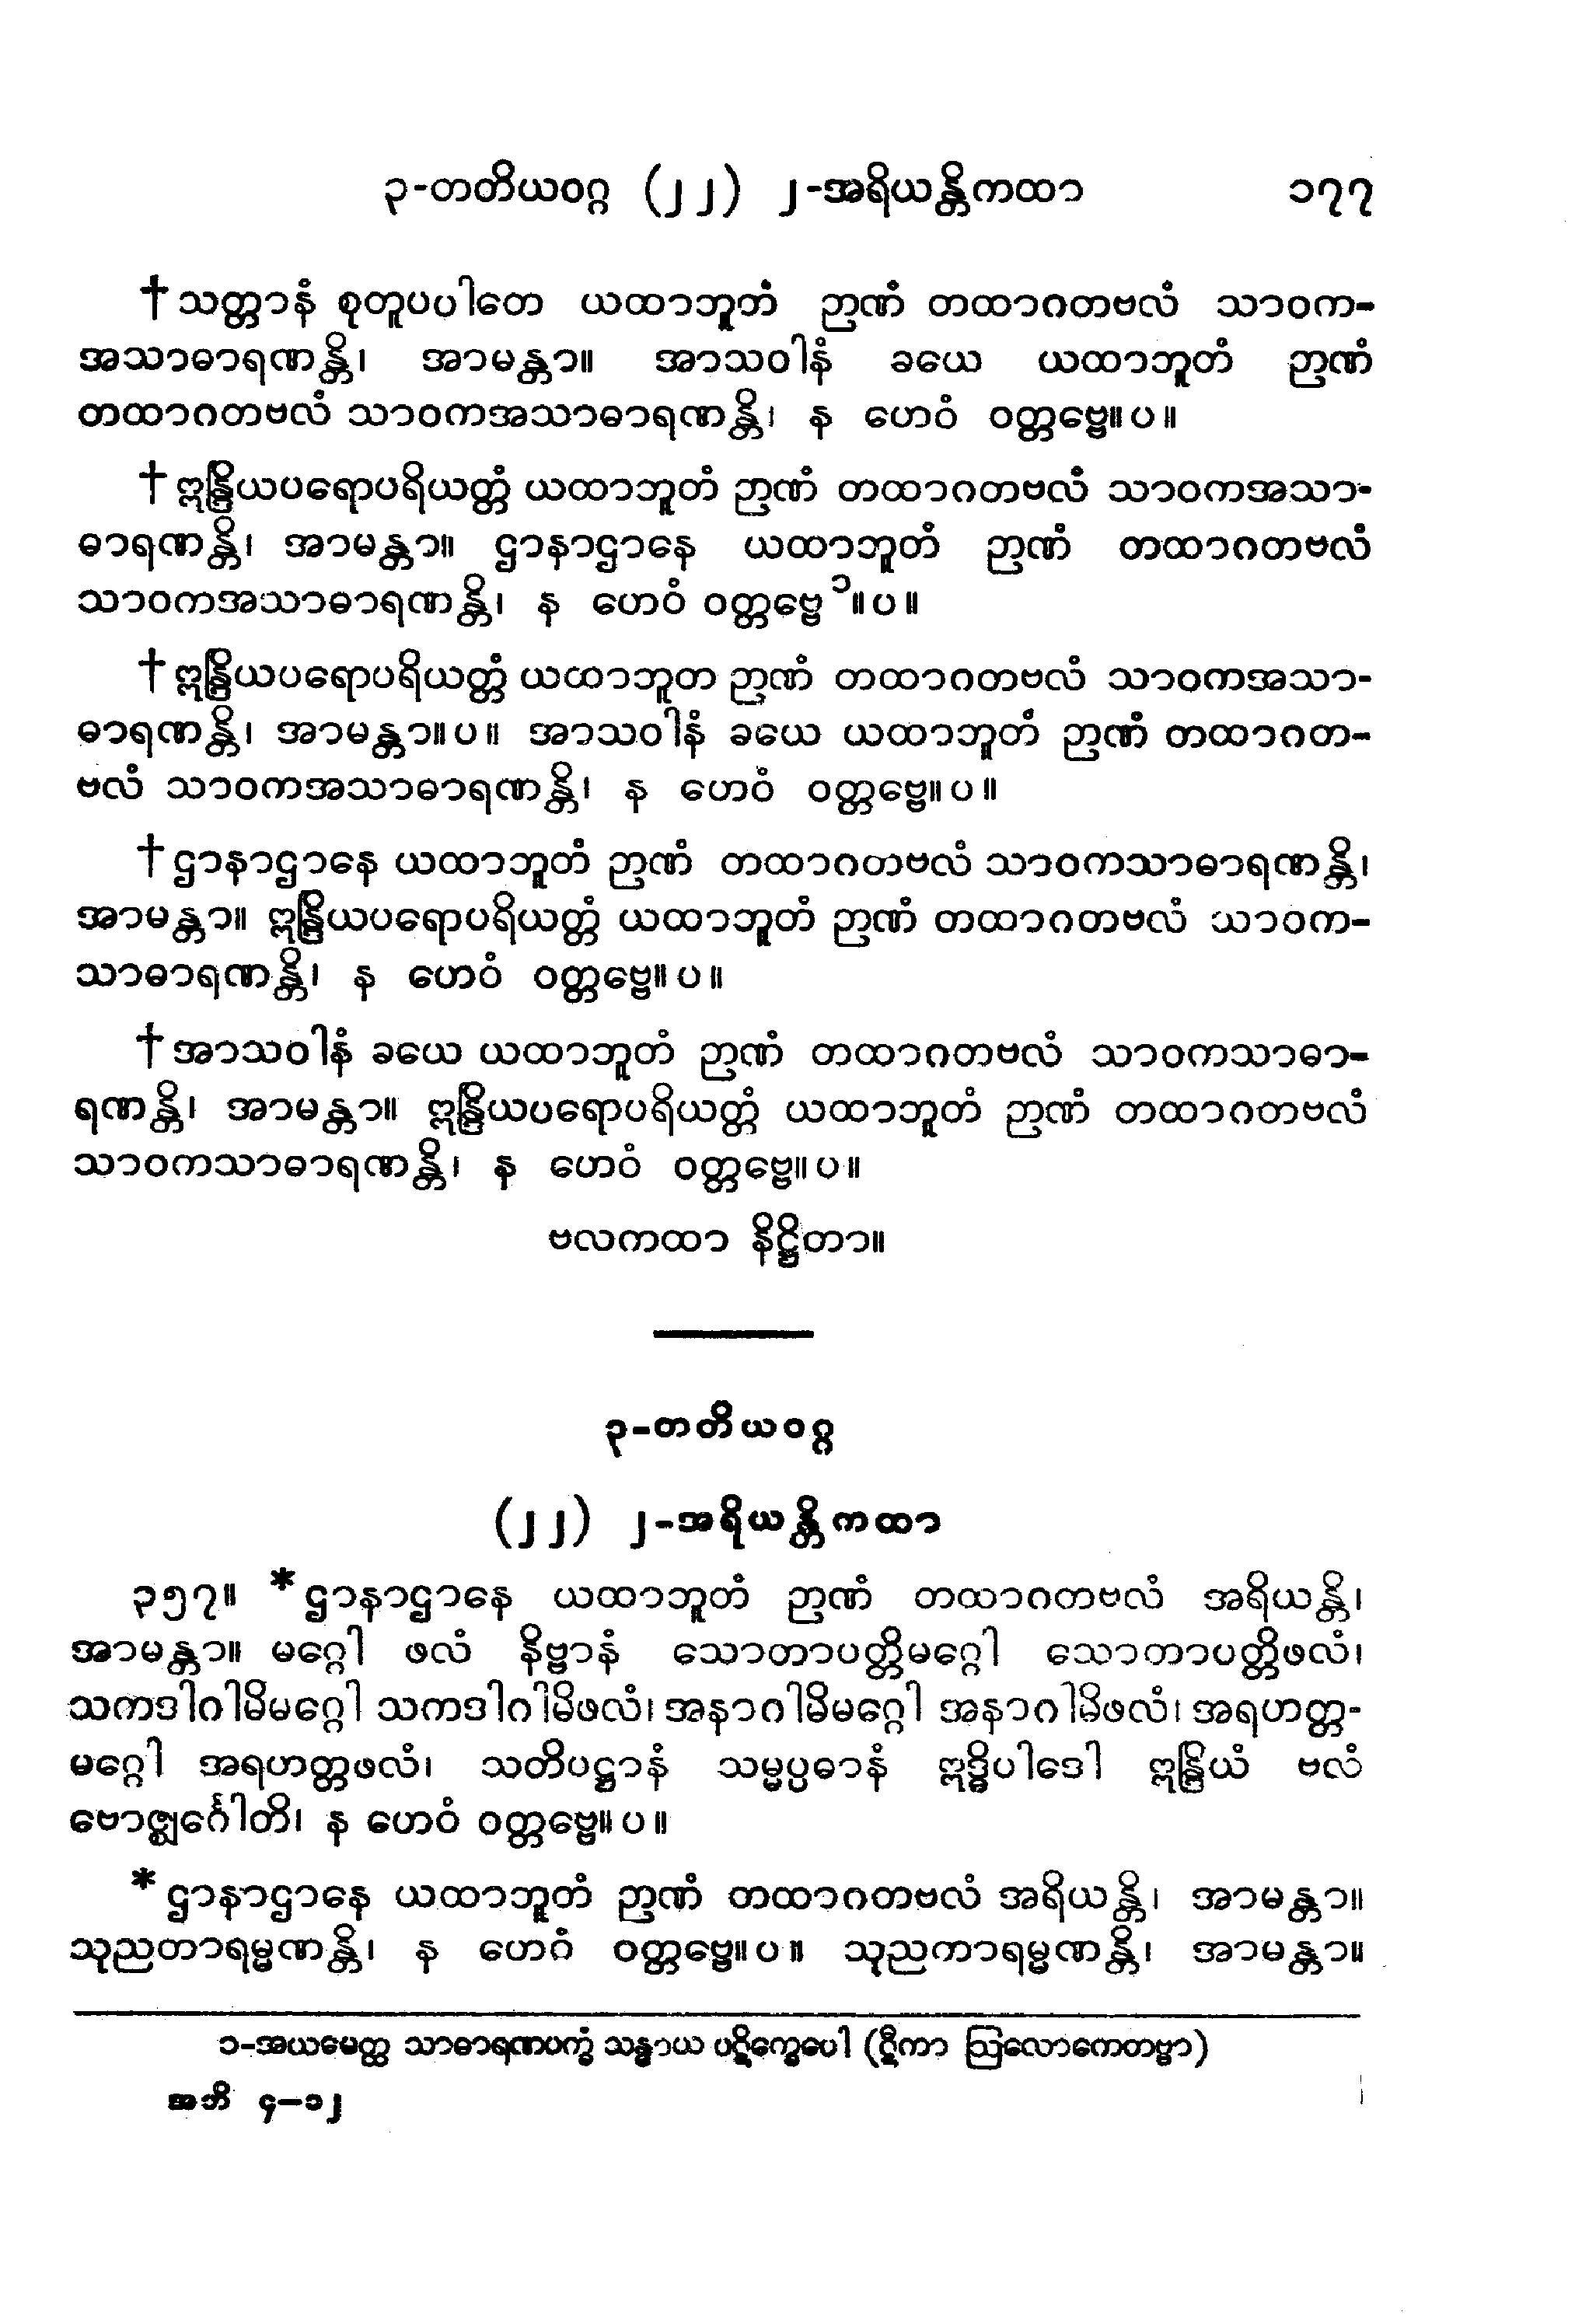 ၃-တတိယဝဂ္ဂ (၂၂) ၂-အရိယန္တိကထာ ၁၇၇
†သတ္တာနံ စုတူပပါတေ ယထာဘူတံ ဉာဏံ တထာဂတဗလံ သာဝက-
အသာဓာရဏန္တိ၊ အာမန္တာ။ အာသဝါနံ ခယေ ယထာဘူတံ ဉာဏံ
တထာဂတဗလံ သာဝကအသာဓာရဏန္တိ၊ န ဟေဝံ ဝတ္တဗ္ဗေ။ပ။
†ဣန္ဒြိယပရောပရိယတ္တံ ယထာဘူတံ ဉာဏံ တထာဂတဗလံ သာဝကအသာ-
ဓာရဏန္တိ၊ အာမန္တာ။ ဌာနာဌာနေ ယထာဘူတံ ဉာဏံ တထာဂတဗလံ
သာဝကအသာဓာရဏန္တိ၊ န ဟေဝံ ဝတ္တဗ္ဗေ ၁။ပ။
†ဣန္ဒြိယပရောပရိယတ္တံ ယထာဘူတ ဉာဏံ တထာဂတဗလံ သာဝကအသာ-
ဓာရဏန္တိ၊ အာမန္တာ။ပ။ အာသဝါနံ ခယေ ယထာဘူတံ ဉာဏံ တထာဂတ-
ဗလံ သာဝကအသာဓာရဏန္တိ၊ န ဟေဝံ ဝတ္တဗ္ဗေ။ပ။
†ဌာနာဌာနေ ယထာဘူတံ ဉာဏံ တထာဂတဗလံ သာဝကသာဓာရဏန္တိ၊
အာမန္တာ။ ဣန္ဒြိယပရောပရိယတ္တံ ယထာဘူတံ ဉာဏံ တထာဂတဗလံ သာဝက-
သာဓာရဏန္တိ၊ န ဟေဝံ ဝတ္တဗ္ဗေ။ပ။
†အာသဝါနံ ခယေ ယထာဘူတံ ဉာဏံ တထာဂတဗလံ သာဝကသာဓာ-
ရဏန္တိ၊ အာမန္တာ။ ဣန္ဒြိယပရောပရိယတ္တံ ယထာဘူတံ ဉာဏံ တထာဂတဗလံ
သာဝကသာဓာရဏန္တိ၊ န ဟေဝံ ဝတ္တဗ္ဗေ။ပ။
ဗလကထာ နိဋ္ဌိတာ။
၃-တတိယဝဂ္ဂ
(၂၂) ၂-အရိယန္တိကထာ
၃၅၇။ *ဌာနာဌာနေ ယထာဘူတံ ဉာဏံ တထာဂတဗလံ အရိယန္တိ၊
အာမန္တာ။ မဂ္ဂေါ ဖလံ နိဗ္ဗာနံ သောတာပတ္တိမဂ္ဂေါ သောတာပတ္တိဖလံ၊
သကဒါဂါမိမဂ္ဂေါ သကဒါဂါမိဖလံ၊ အနာဂါမိမဂ္ဂေါ အနာဂါမိဖလံ၊ အရဟတ္တ-
မဂ္ဂေါ အရဟတ္တဖလံ၊ သတိပဋ္ဌာနံ သမ္မပ္ပဓာနံ ဣဒ္ဓိပါဒေါ ဣန္ဒြိယံ ဗလံ
ဗောဇ္ဈင်္ဂေါတိ၊ န ဟေဝံ ဝတ္တဗ္ဗေ။ပ။
*ဌာနာဌာနေ ယထာဘူတံ ဉာဏံ တထာဂတဗလံ အရိယန္တိ၊ အာမန္တာ။
သုညတာရမ္မဏန္တိ၊ န ဟေဝံ ဝတ္တဗ္ဗေ။ပ။ သုညတာရမ္မဏန္တိ၊ အာမန္တာ။
၁-အယမေတ္ထ သာဓာရဏပက္ခံ သန္ဓာယ ပဋိက္ခေပေါ (ဋီကာ ဩလောကေတဗ္ဗာ)
အဘိ ၄-၁၂